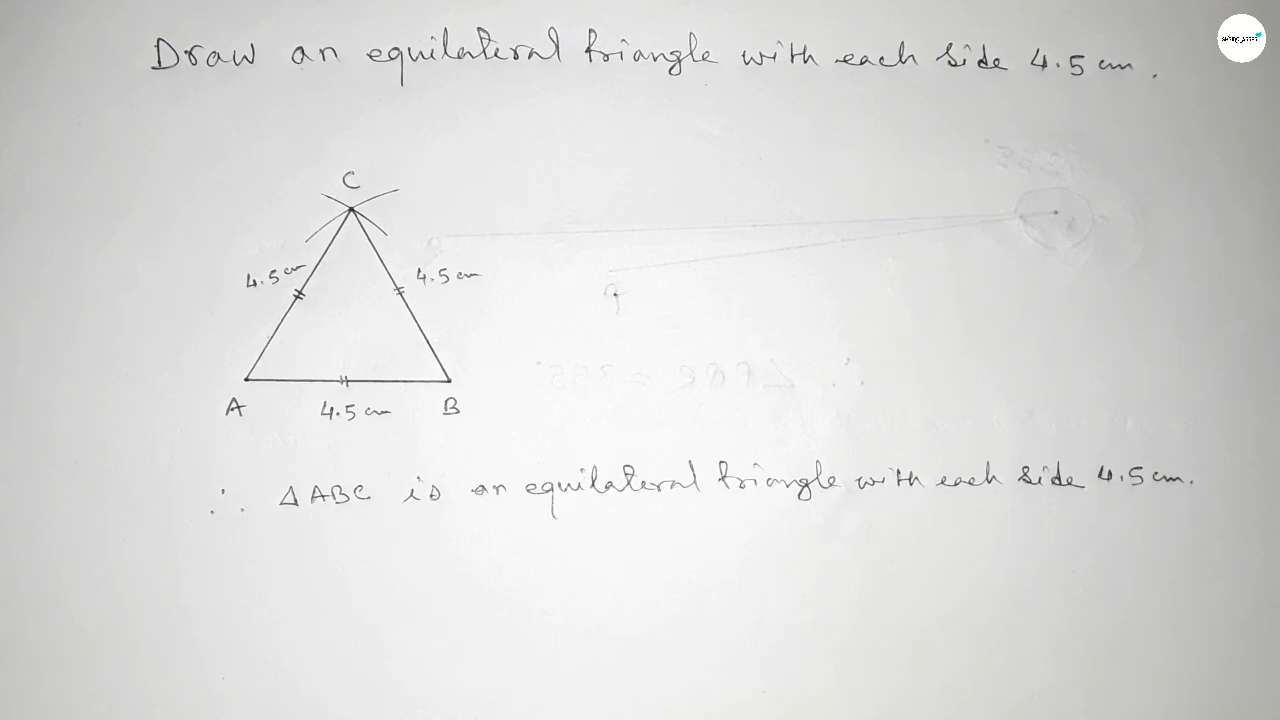 Draw an equilateral triangle with each side 4.5 cm.
C
4.5 cm 4.5 cm
A 4.5 cm B
∴ △ABC is an equilateral triangle with each side 4.5 cm.